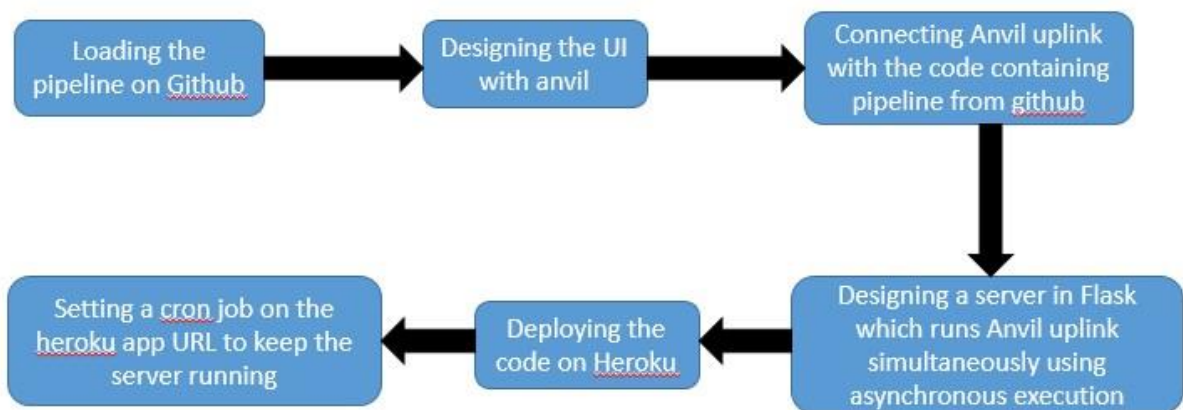 Loading the
pipeline on Github
Designing the UI
with anvil
Connecting Anvil uplink
with the code containing
pipeline from github
Designing a server in Flask
which runs Anvil uplink
simultaneously using
asynchronous execution
Deploying the
code on Heroku
Setting a cron job on the
heroku app URL to keep the
server running